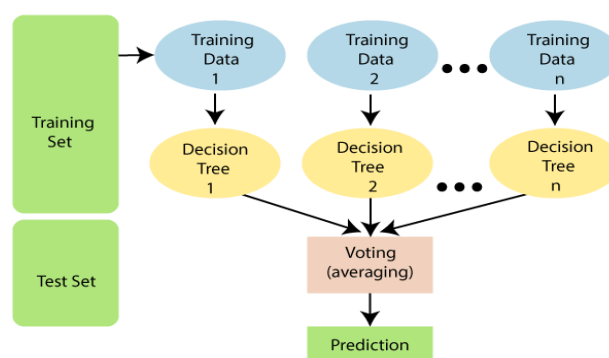 Training
Set
Test Set
Training
Data
1
Training
Data
2
Training
Data
n
Decision
Tree
1
Decision
Tree
2
Decision
Tree
n
Voting
(averaging)
Prediction